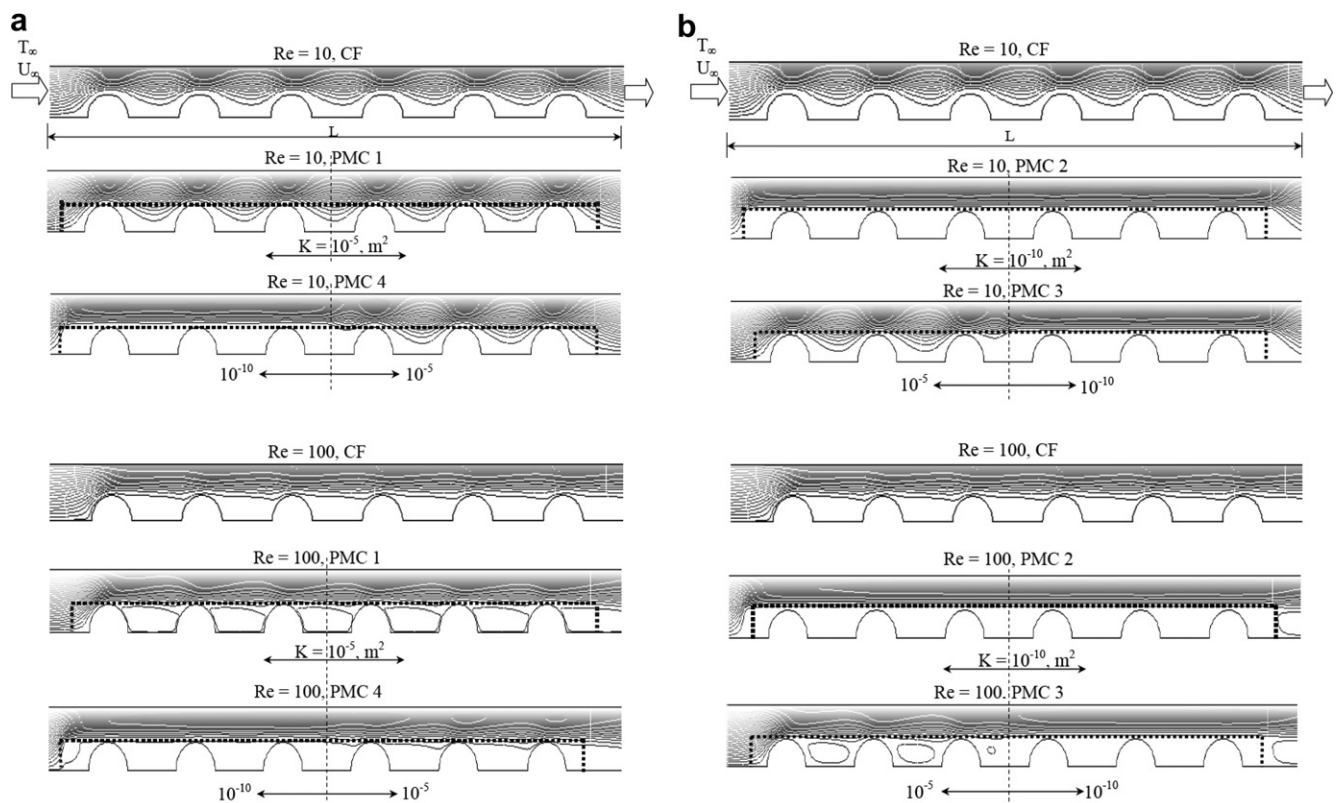 a
T∞
U∞
Re = 10, CF
L
Re = 10, PMC 1
K = 10⁻⁵, m²
Re = 10, PMC 4
10⁻¹⁰ 10⁻⁵
Re = 100, CF
Re = 100, PMC 1
K = 10⁻⁵, m²
Re = 100, PMC 4
10⁻¹⁰ 10⁻⁵
b
T∞
U∞
Re = 10, CF
L
Re = 10, PMC 2
K = 10⁻¹⁰, m²
Re = 10, PMC 3
10⁻⁵ 10⁻¹⁰
Re = 100, CF
Re = 100, PMC 2
K = 10⁻¹⁰, m²
Re = 100, PMC 3
10⁻⁵ 10⁻¹⁰